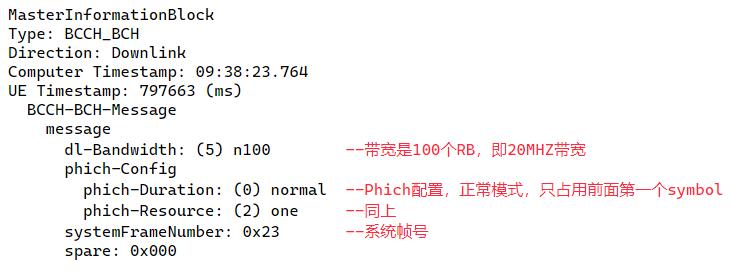 MasterInformationBlock
Type: BCCH_BCH
Direction: Downlink
Computer Timestamp: 09:38:23.764
UE Timestamp: 797663 (ms)
BCCH-BCH-Message
message
dl-Bandwidth: (5) n100 --带宽是100个RB，即20MHZ带宽
phich-Config
phich-Duration: (0) normal --Phich配置，正常模式，只占用前面第一个symbol
phich-Resource: (2) one --同上
systemFrameNumber: 0x23 --系统帧号
spare: 0x000